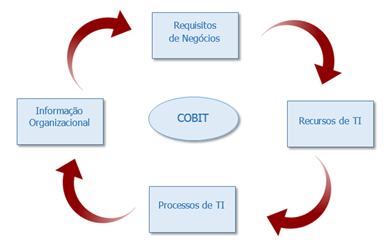 Requisitos
de Negócios
Informação
Organizacional
COBIT
Recursos de TI
Processos de TI